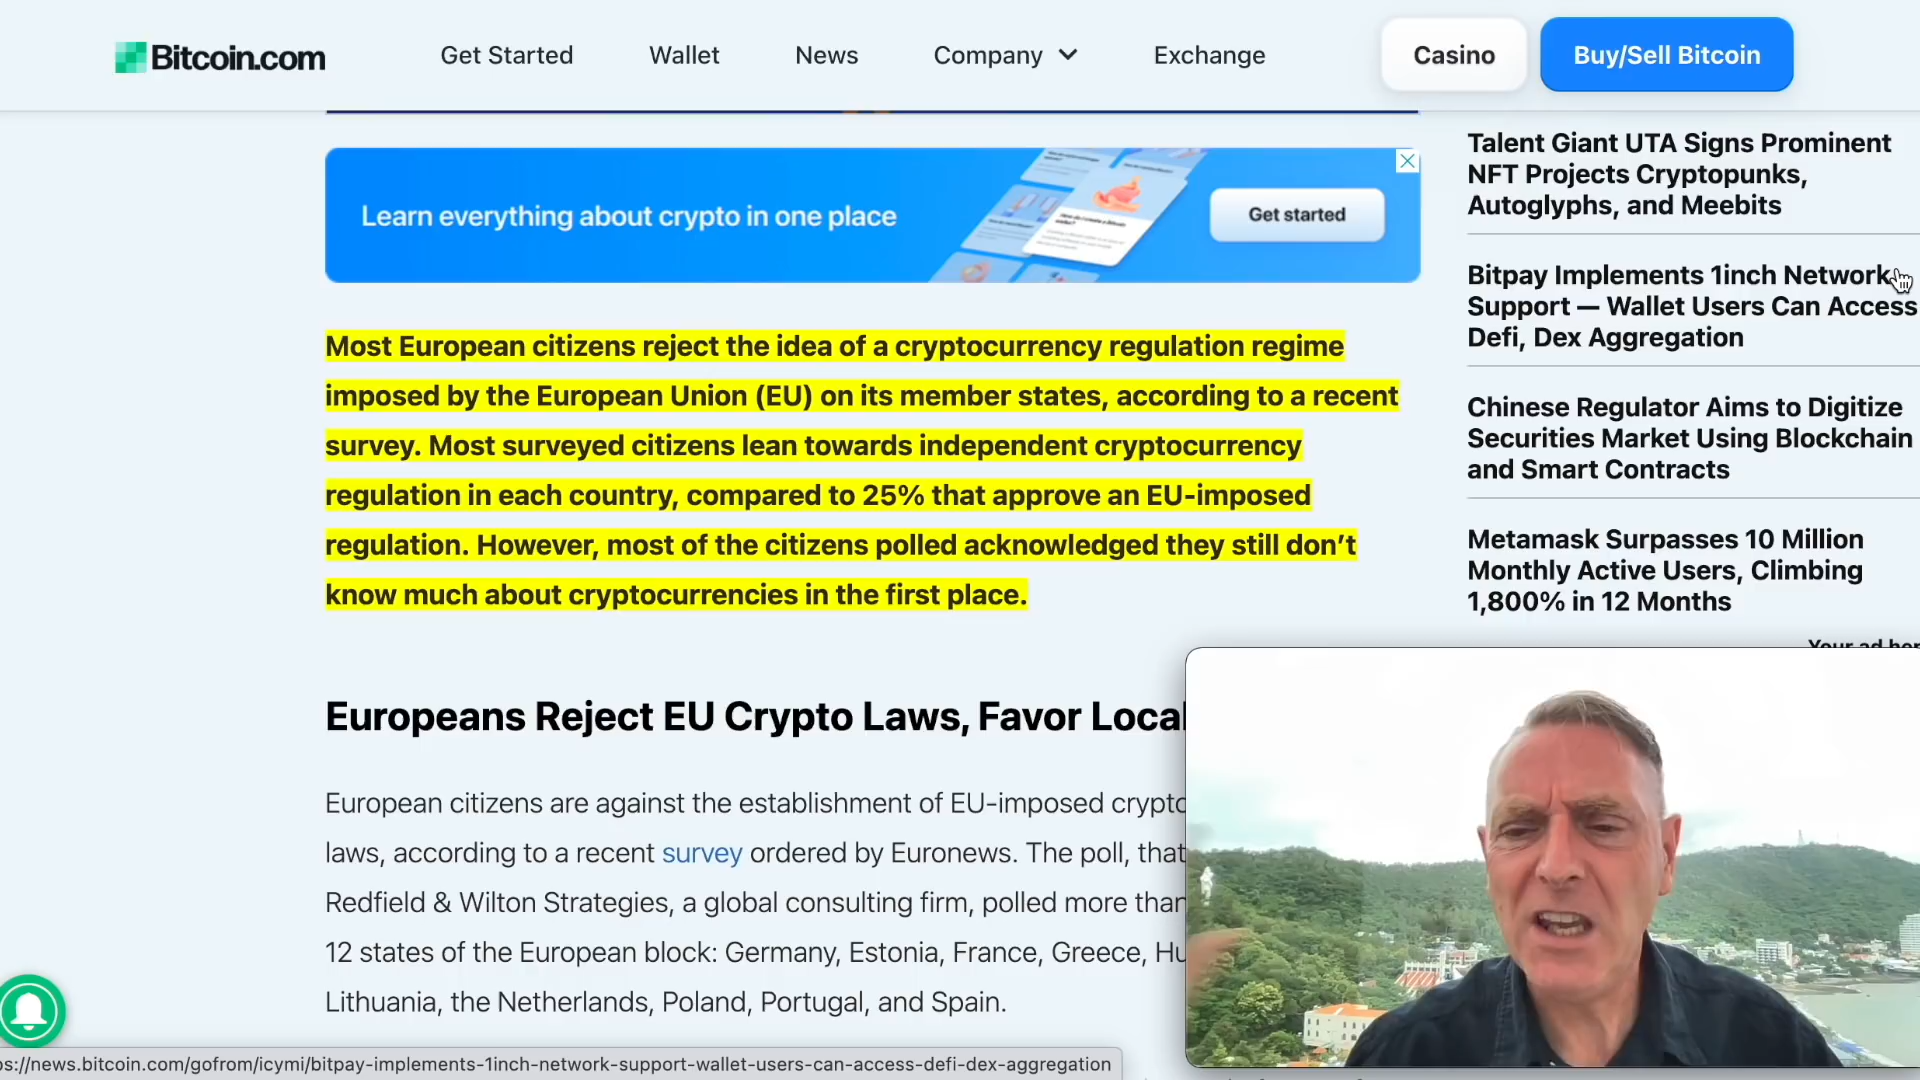 Bitcoin.com
Get Started
Wallet
News
Company
Exchange
Casino
Buy/Sell Bitcoin
Learn everything about crypto in one place
Get started
Most European citizens reject the idea of a cryptocurrency regulation regime
imposed by the European Union (EU) on its member states, according to a recent
survey. Most surveyed citizens lean towards independent cryptocurrency
regulation in each country, compared to 25% that approve an EU-imposed
regulation. However, most of the citizens polled acknowledged they still don’t
know much about cryptocurrencies in the first place.
Europeans Reject EU Crypto Laws, Favor Local
European citizens are against the establishment of EU-imposed crypto
laws, according to a recent survey ordered by Euronews. The poll, that
Redfield & Wilton Strategies, a global consulting firm, polled more than
12 states of the European block: Germany, Estonia, France, Greece, Hu
Lithuania, the Netherlands, Poland, Portugal, and Spain.
Talent Giant UTA Signs Prominent
NFT Projects Cryptopunks,
Autoglyphs, and Meebits
Bitpay Implements 1inch Network
Support — Wallet Users Can Access
Defi, Dex Aggregation
Chinese Regulator Aims to Digitize
Securities Market Using Blockchain
and Smart Contracts
Metamask Surpasses 10 Million
Monthly Active Users, Climbing
1,800% in 12 Months
Your ad her
ps://news.bitcoin.com/gofrom/icymi/bitpay-implements-1inch-network-support-wallet-users-can-access-defi-dex-aggregation